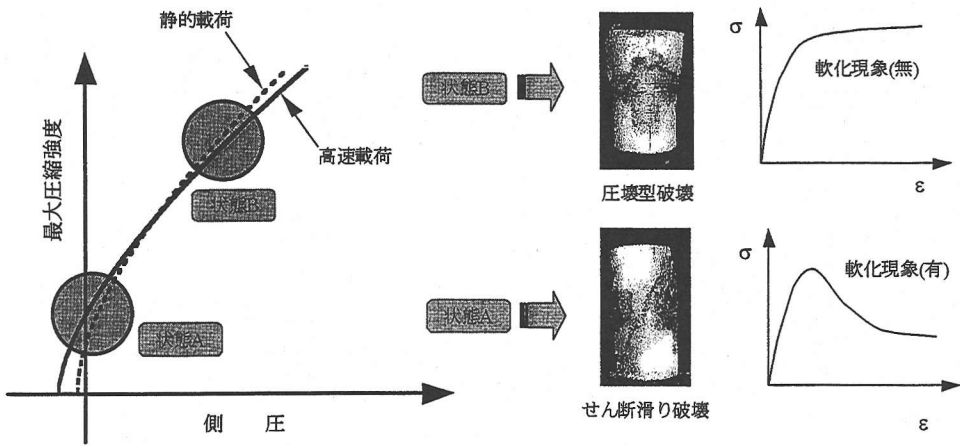 静的載荷
高速載荷
最大圧縮強度
状態B
状態A
側 圧
状態B
圧壊型破壊
σ
軟化現象(無)
ε
状態A
せん断滑り破壊
σ
軟化現象(有)
ε